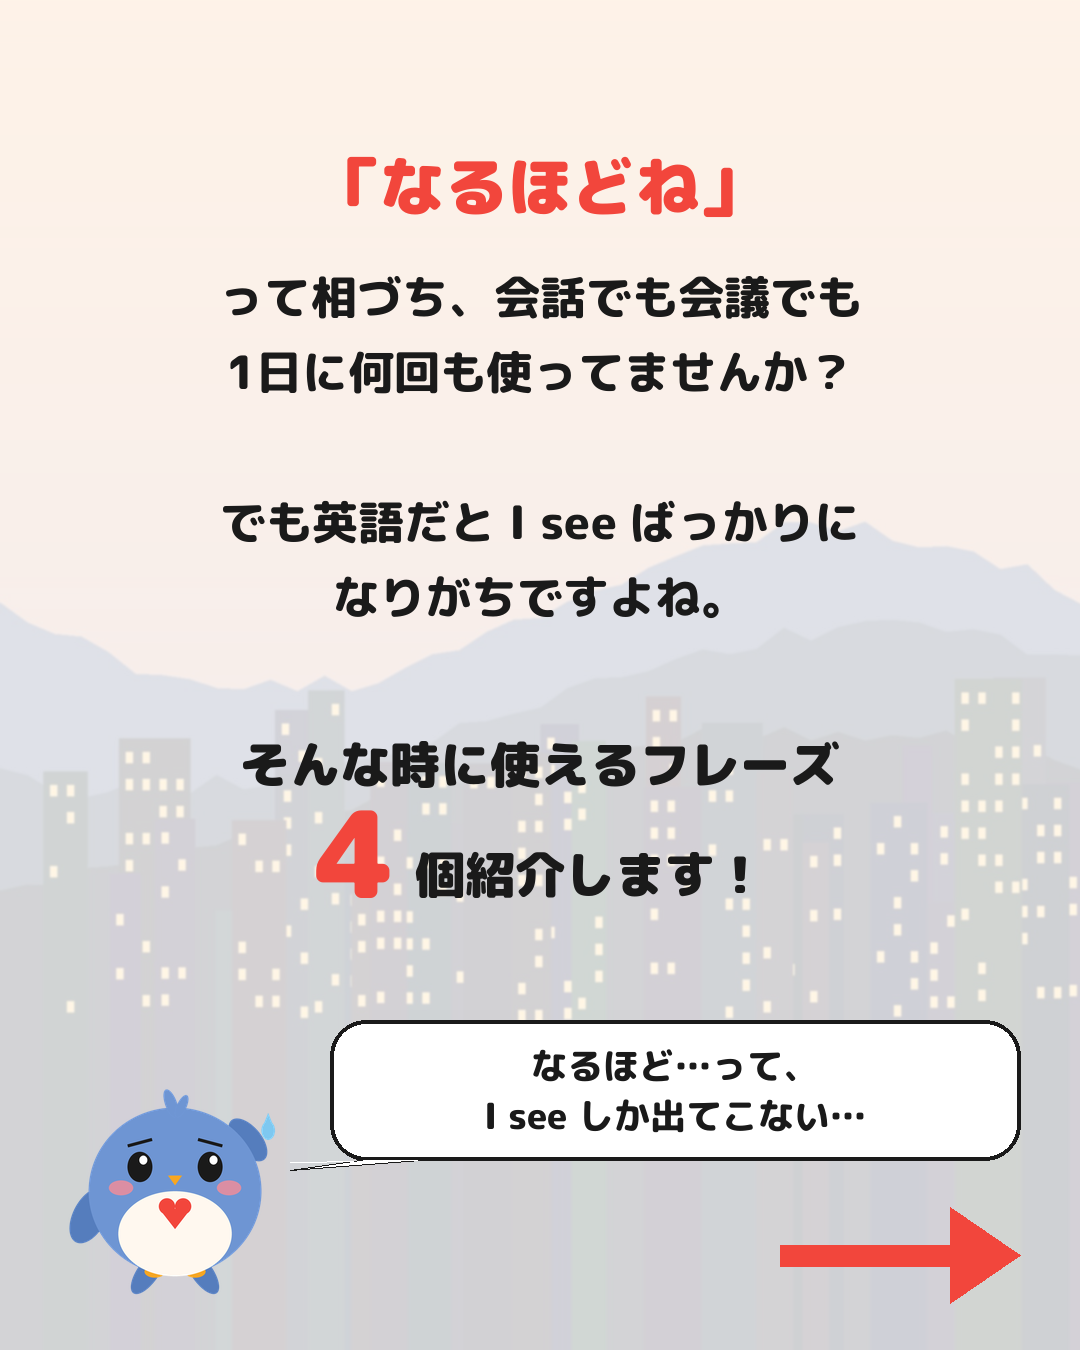 「なるほどね」
って相づち、会話でも会議でも
1日に何回も使ってませんか？
でも英語だと I see ばっかりに
なりがちですよね。
そんな時に使えるフレーズ
4 個紹介します！
なるほど…って、
I see しか出てこない…